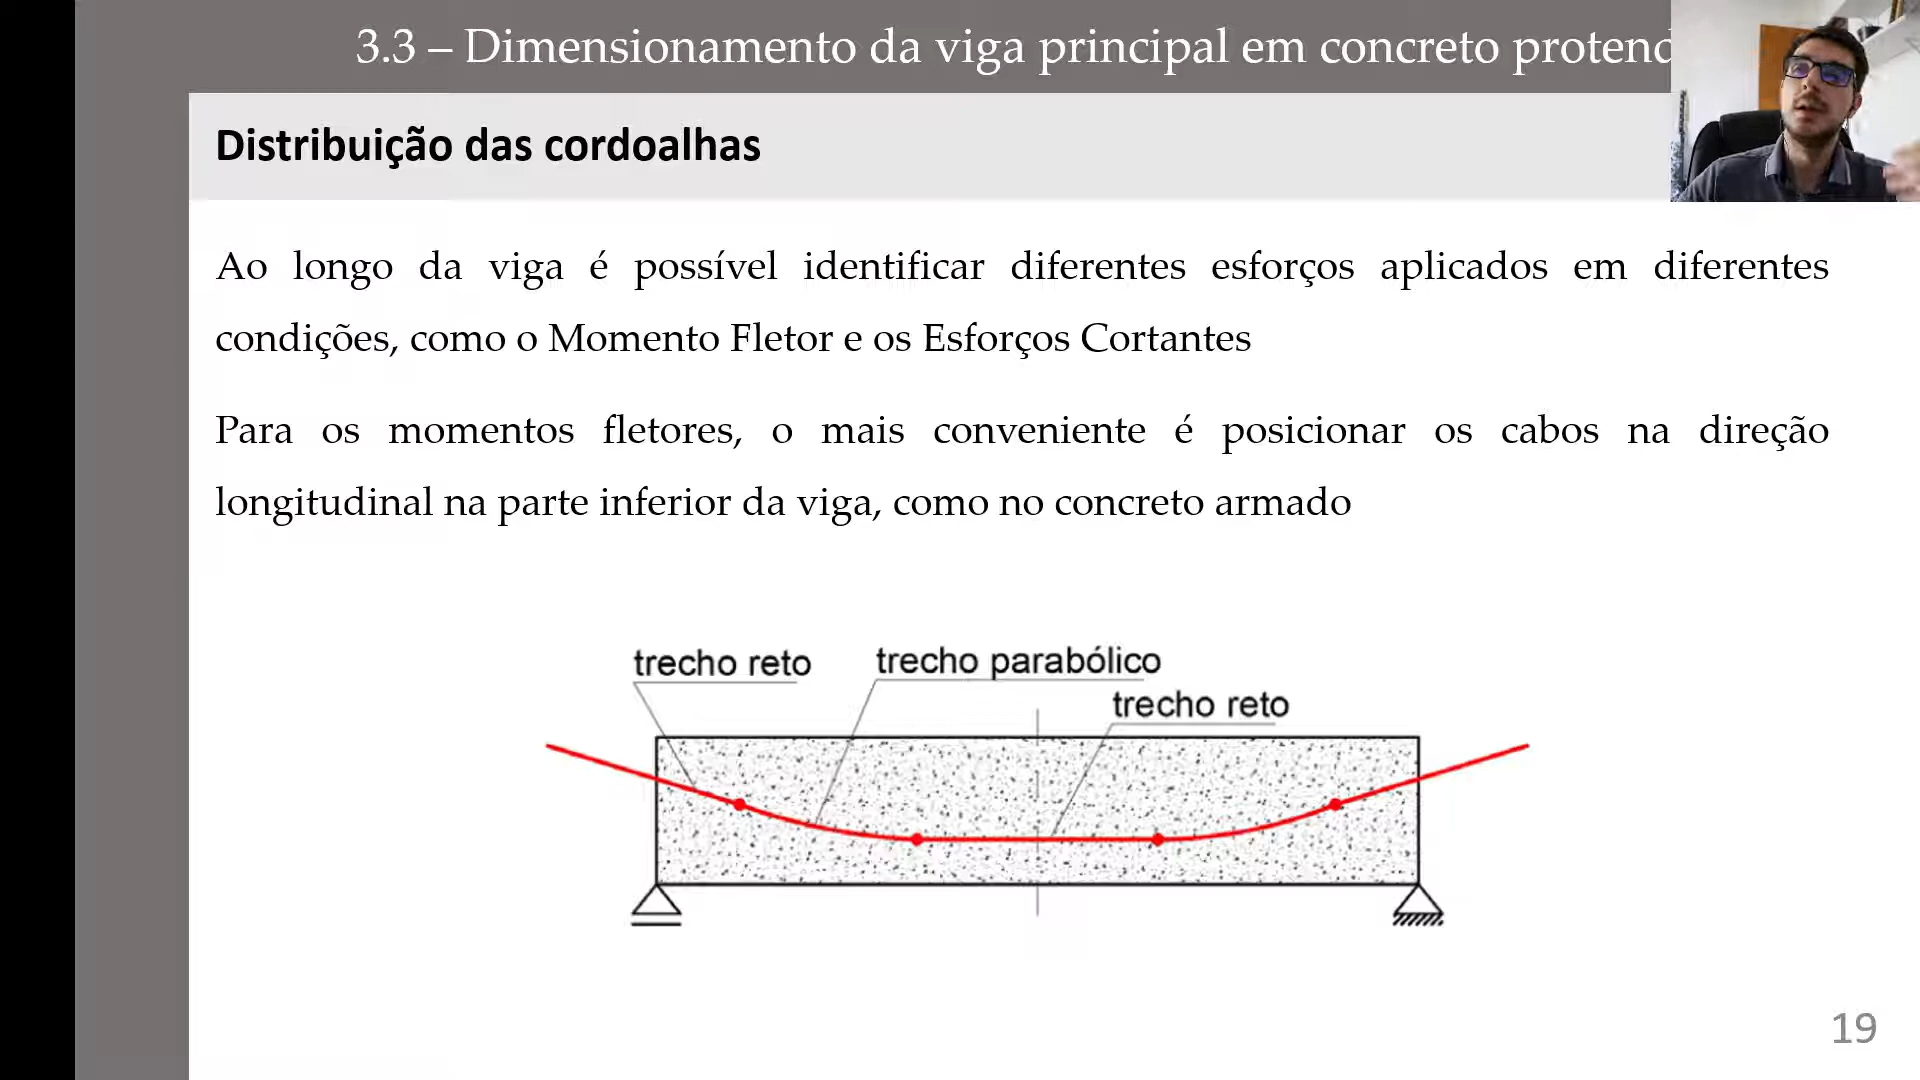 3.3 – Dimensionamento da viga principal em concreto protend
Distribuição das cordoalhas
Ao longo da viga é possível identificar diferentes esforços aplicados em diferentes
condições, como o Momento Fletor e os Esforços Cortantes
Para os momentos fletores, o mais conveniente é posicionar os cabos na direção
longitudinal na parte inferior da viga, como no concreto armado
trecho reto
trecho parabólico
trecho reto
19